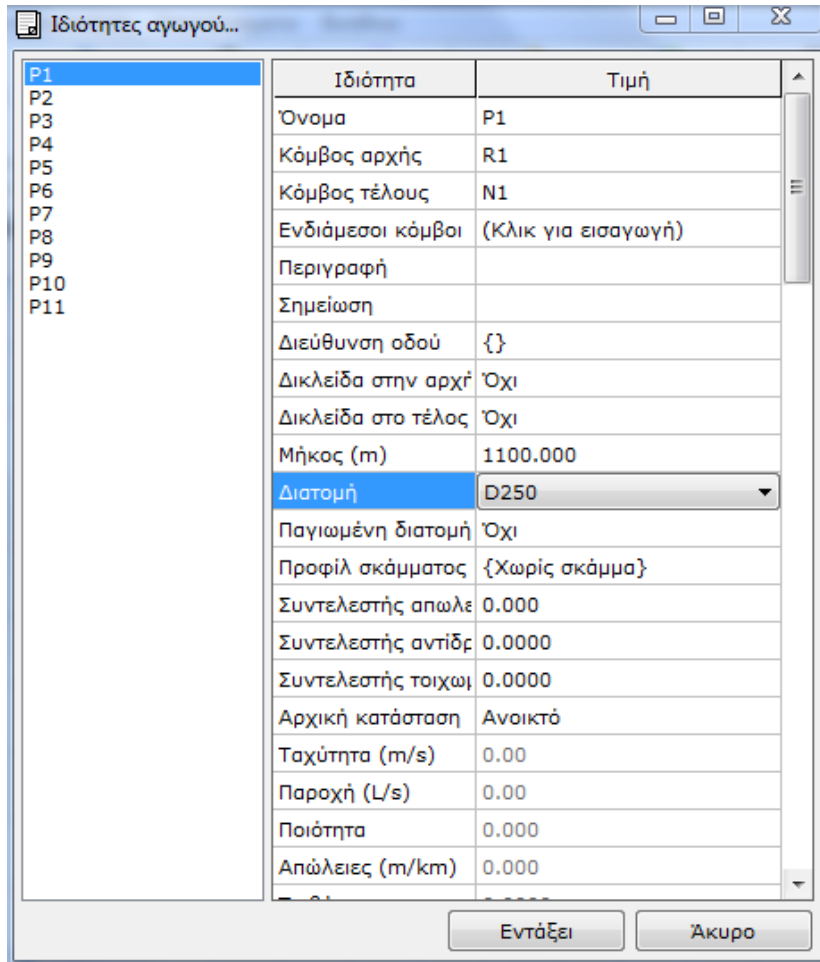 Ιδιότητες αγωγού...
P1
P2
P3
P4
P5
P6
P7
P8
P9
P10
P11
Ιδιότητα Τιμή
Όνομα P1
Κόμβος αρχής R1
Κόμβος τέλους N1
Ενδιάμεσοι κόμβοι (Κλικ για εισαγωγή)
Περιγραφή
Σημείωση
Διεύθυνση οδού {}
Δικλείδα στην αρχή Όχι
Δικλείδα στο τέλος Όχι
Μήκος (m) 1100.000
Διατομή D250
Παγιωμένη διατομή Όχι
Προφίλ σκάμματος {Χωρίς σκάμμα}
Συντελεστής απωλε 0.000
Συντελεστής αντίδρ 0.0000
Συντελεστής τοιχωμ 0.0000
Αρχική κατάσταση Ανοικτό
Ταχύτητα (m/s) 0.00
Παροχή (L/s) 0.00
Ποιότητα 0.000
Απώλειες (m/km) 0.000
Εντάξει Άκυρο